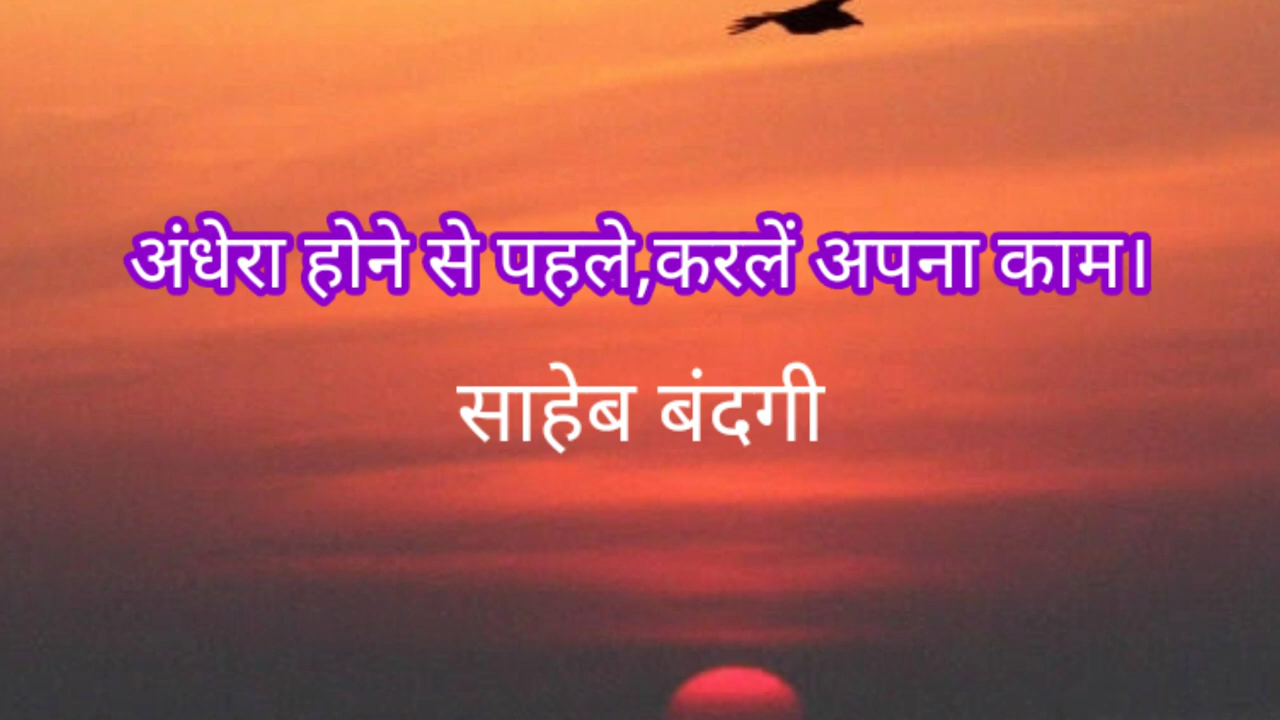 अंधेरा होने से पहले,करलें अपना काम।
साहेब बंदगी